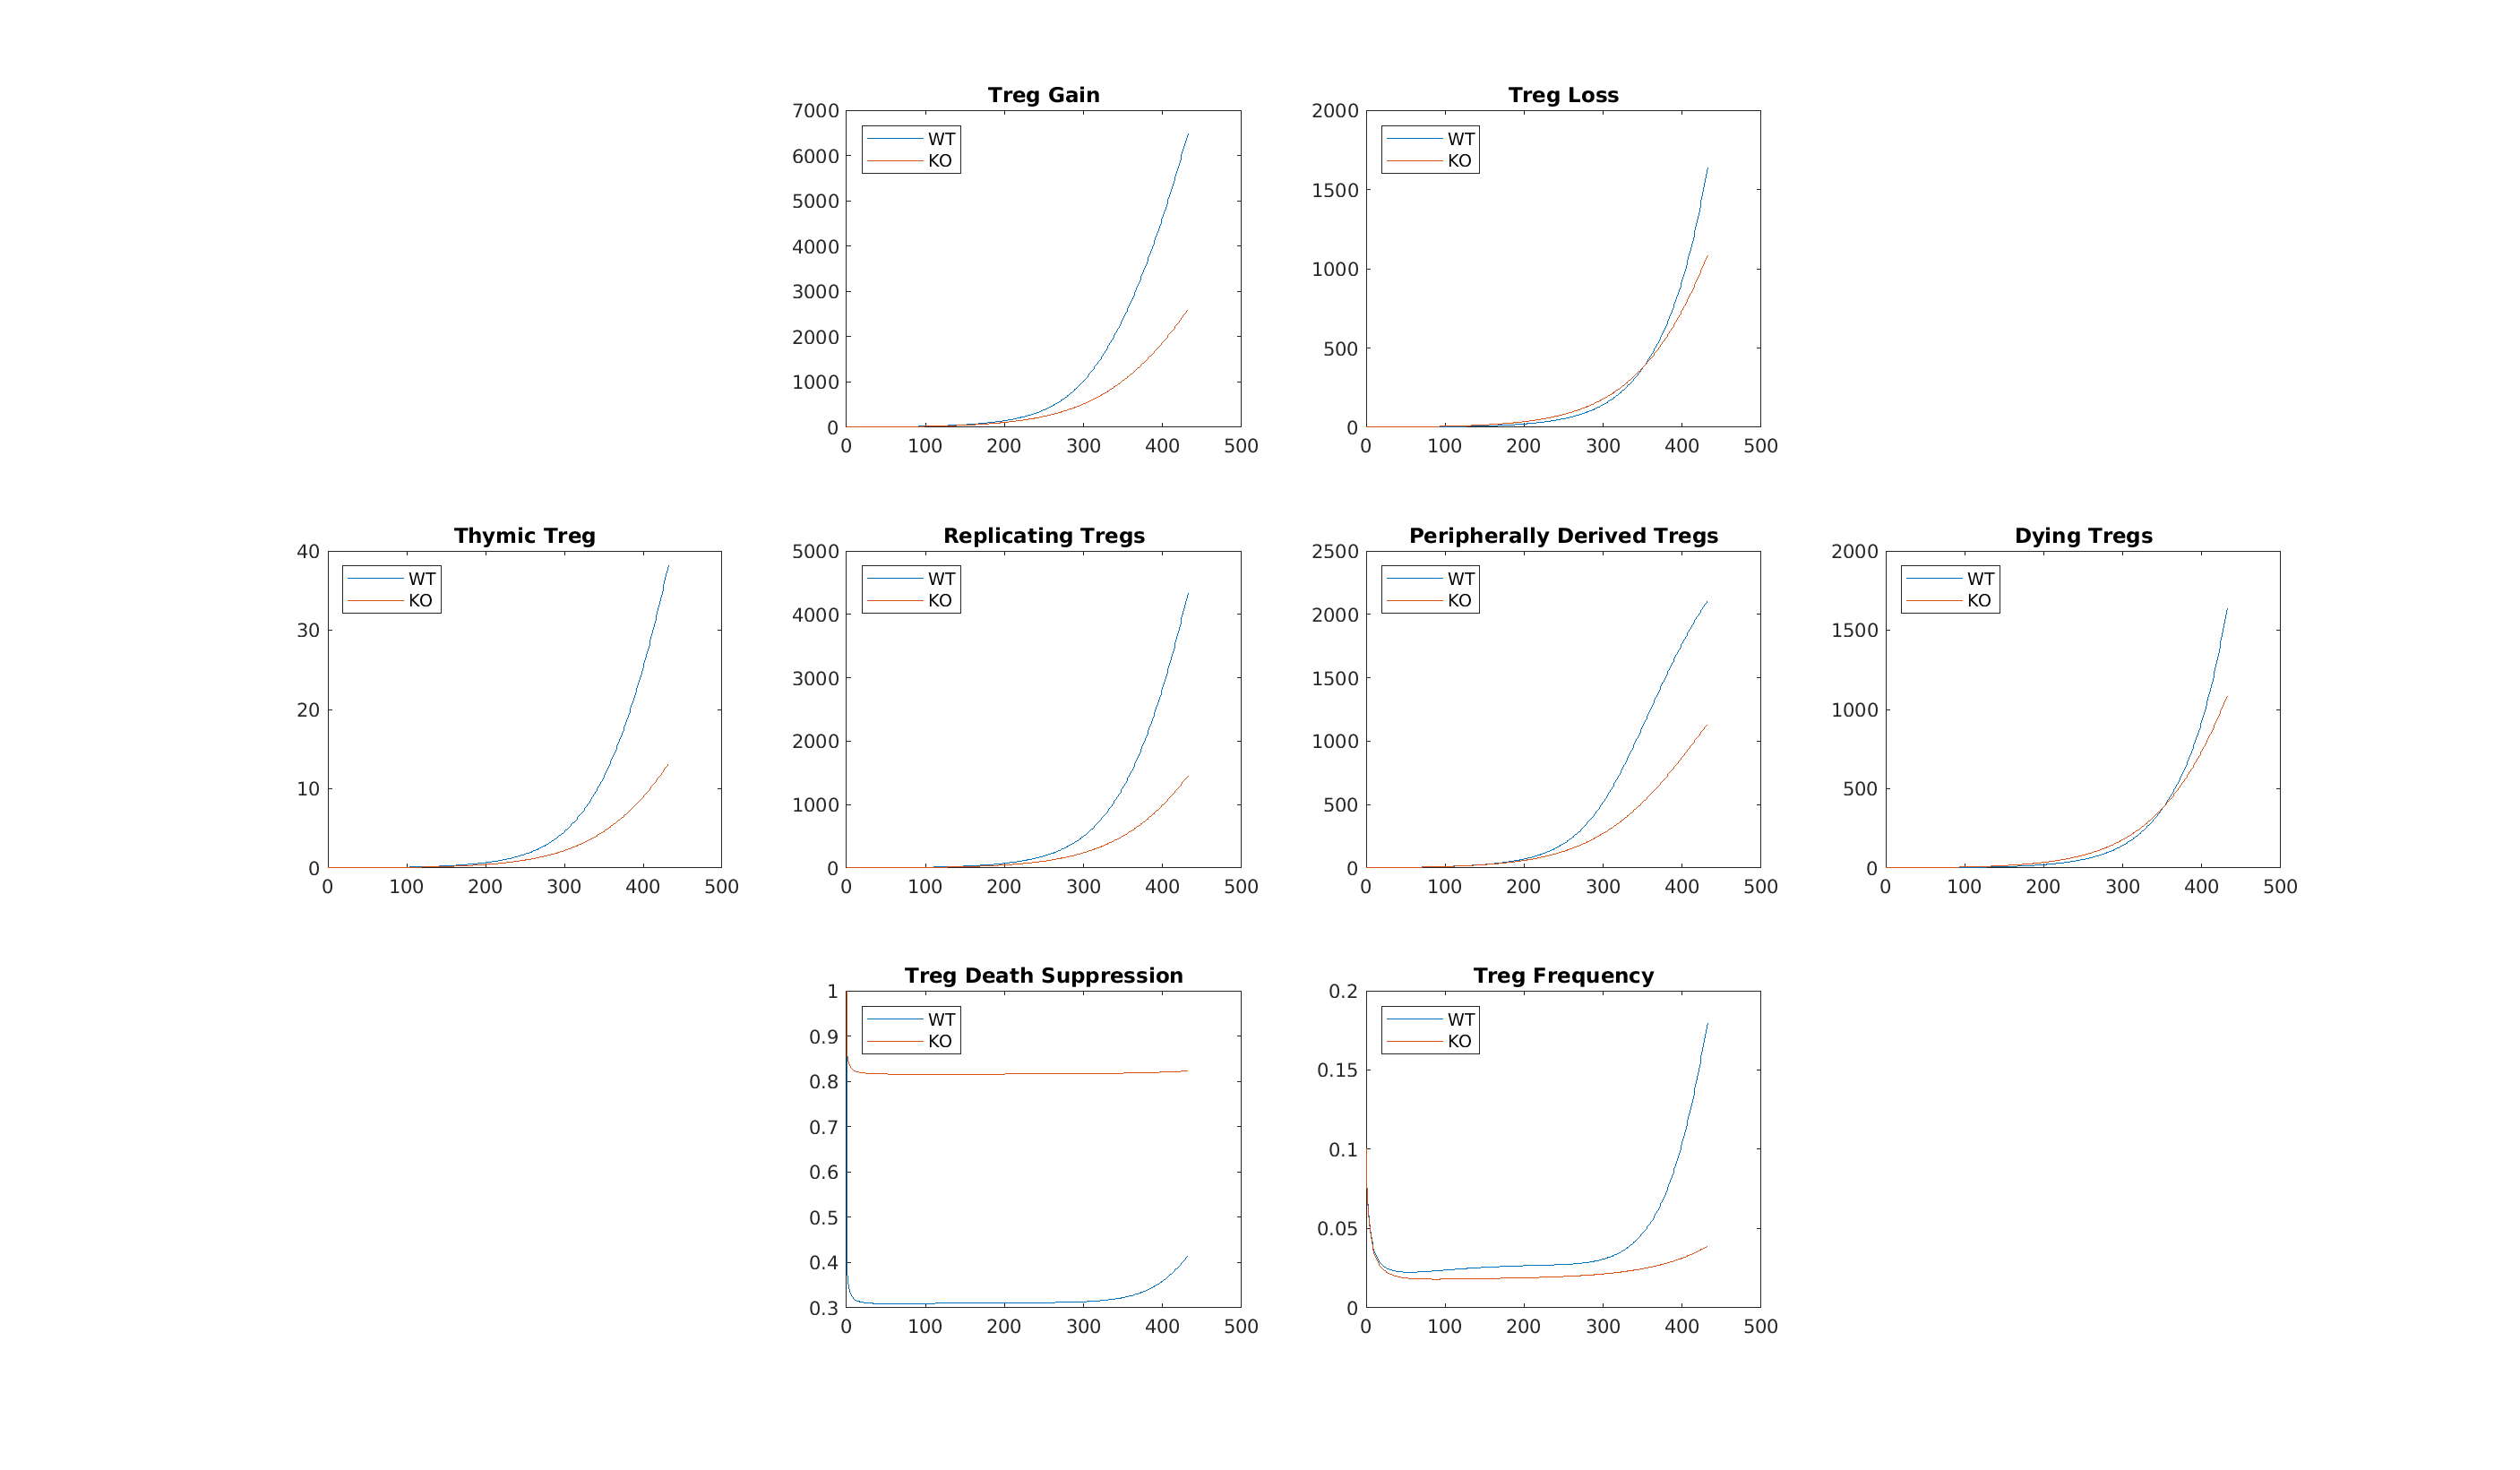 Treg Gain
7000
6000
5000
4000
3000
2000
1000
0
WT
KO
0 100 200 300 400 500
Treg Loss
2000
1500
1000
500
0
WT
KO
0 100 200 300 400 500
Thymic Treg
40
30
20
10
0
WT
KO
0 100 200 300 400 500
Replicating Tregs
5000
4000
3000
2000
1000
0
WT
KO
0 100 200 300 400 500
Peripherally Derived Tregs
2500
2000
1500
1000
500
0
WT
KO
0 100 200 300 400 500
Dying Tregs
2000
1500
1000
500
0
WT
KO
0 100 200 300 400 500
Treg Death Suppression
1
0.9
0.8
0.7
0.6
0.5
0.4
0.3
WT
KO
0 100 200 300 400 500
Treg Frequency
0.2
0.15
0.1
0.05
0
WT
KO
0 100 200 300 400 500